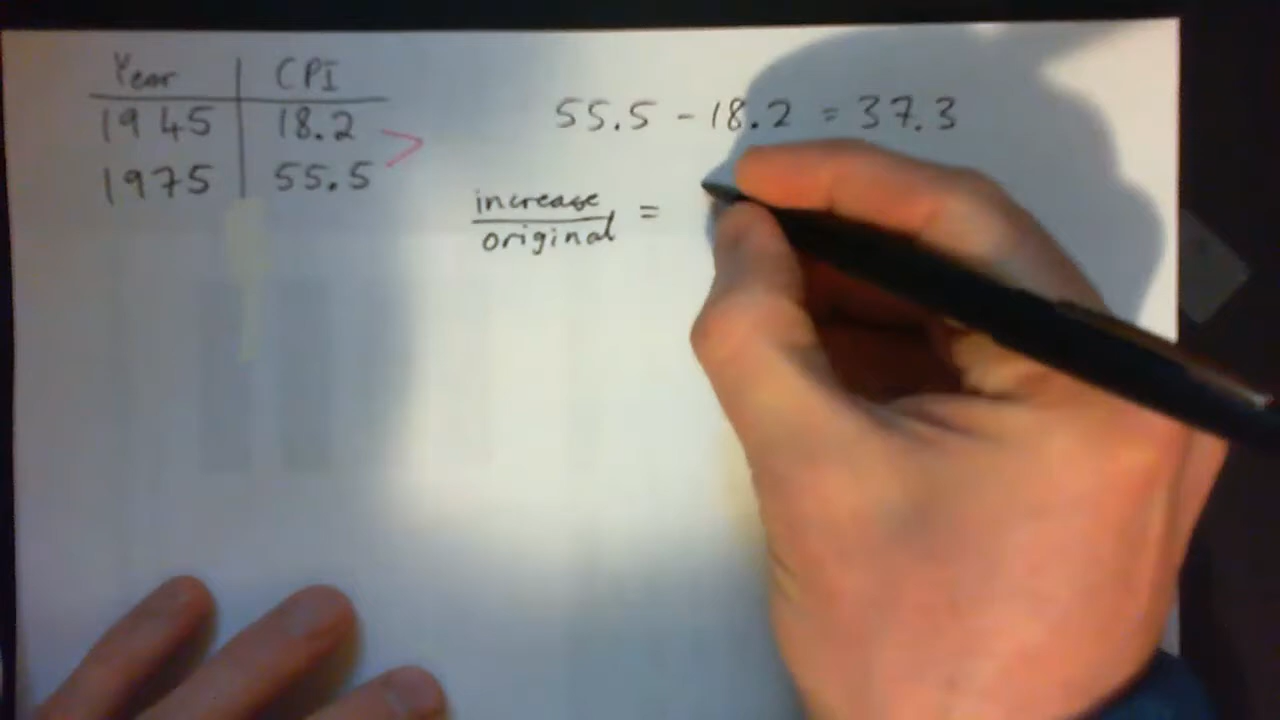 Year CPI
1945 18.2
1975 55.5
55.5 - 18.2 = 37.3
increase
original =